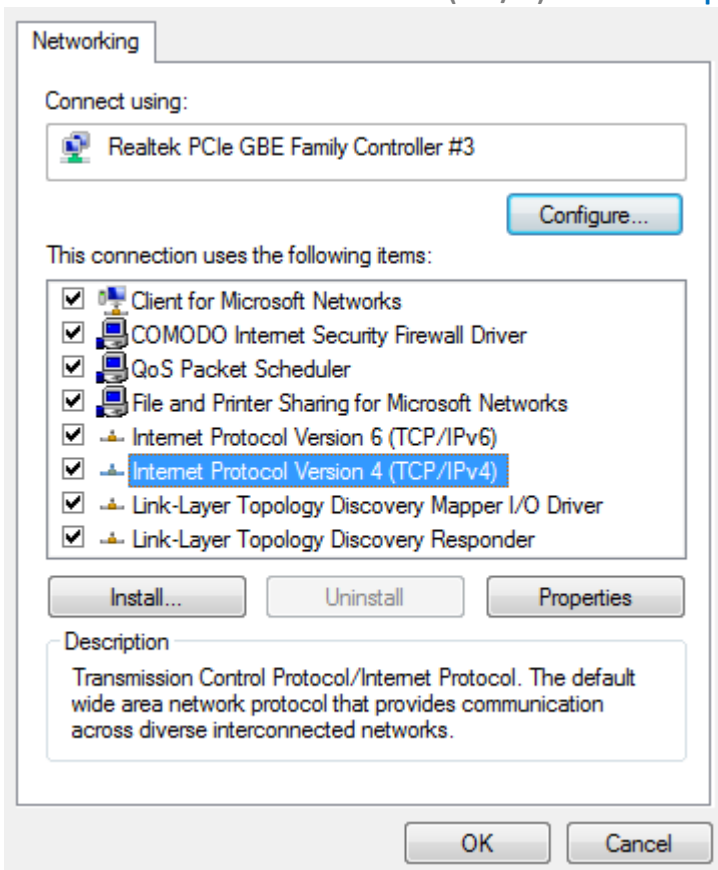 Networking
Connect using:
Realtek PCIe GBE Family Controller #3
Configure...
This connection uses the following items:
Client for Microsoft Networks
COMODO Internet Security Firewall Driver
QoS Packet Scheduler
File and Printer Sharing for Microsoft Networks
Internet Protocol Version 6 (TCP/IPv6)
Internet Protocol Version 4 (TCP/IPv4)
Link-Layer Topology Discovery Mapper I/O Driver
Link-Layer Topology Discovery Responder
Install... Uninstall Properties
Description
Transmission Control Protocol/Internet Protocol. The default
wide area network protocol that provides communication
across diverse interconnected networks.
OK Cancel